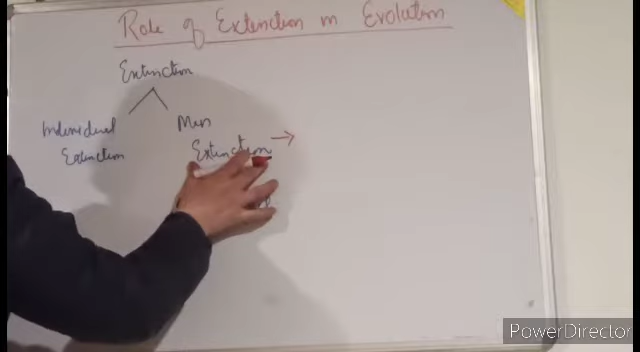 Role of Extinction in Evolution
Extinction
Individual
Extinction
Mass
Extinction →
PowerDirector